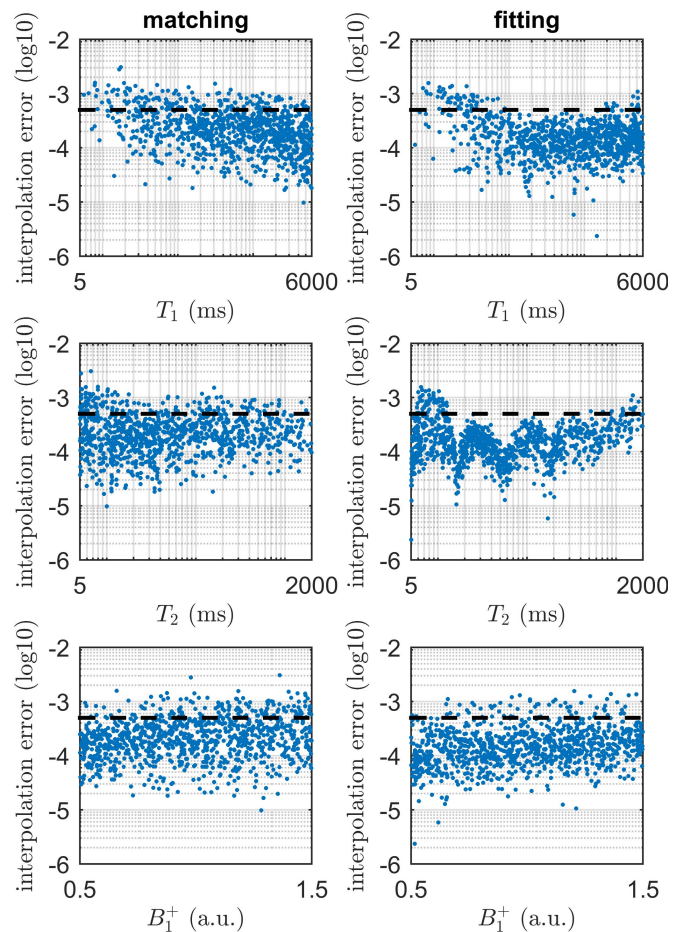 matching fitting
-2 -2
-3 -3
-4 -4
-5 -5
-6 -6
interpolation error (log10) interpolation error (log10)
5 6000 5 6000
T₁ (ms) T₁ (ms)
-2 -2
-3 -3
-4 -4
-5 -5
-6 -6
interpolation error (log10) interpolation error (log10)
5 2000 5 2000
T₂ (ms) T₂ (ms)
-2 -2
-3 -3
-4 -4
-5 -5
-6 -6
interpolation error (log10) interpolation error (log10)
0.5 1.5 0.5 1.5
B₁⁺ (a.u.) B₁⁺ (a.u.)